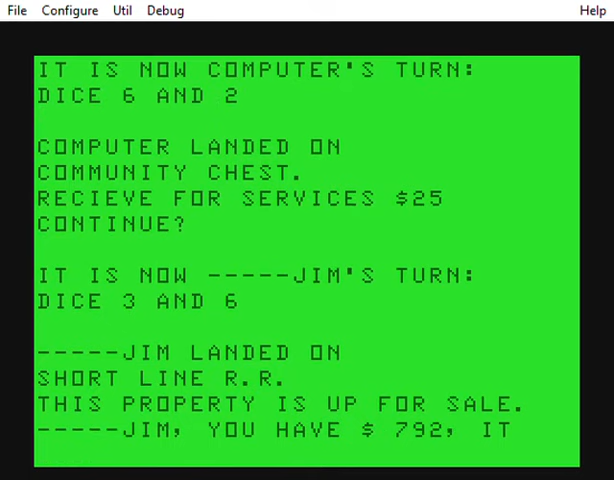 File Configure Util Debug Help
IT IS NOW COMPUTER'S TURN:
DICE 6 AND 2
COMPUTER LANDED ON
COMMUNITY CHEST.
RECIEVE FOR SERVICES $25
CONTINUE?
IT IS NOW -----JIM'S TURN:
DICE 3 AND 6
-----JIM LANDED ON
SHORT LINE R.R.
THIS PROPERTY IS UP FOR SALE.
-----JIM, YOU HAVE $ 792, IT